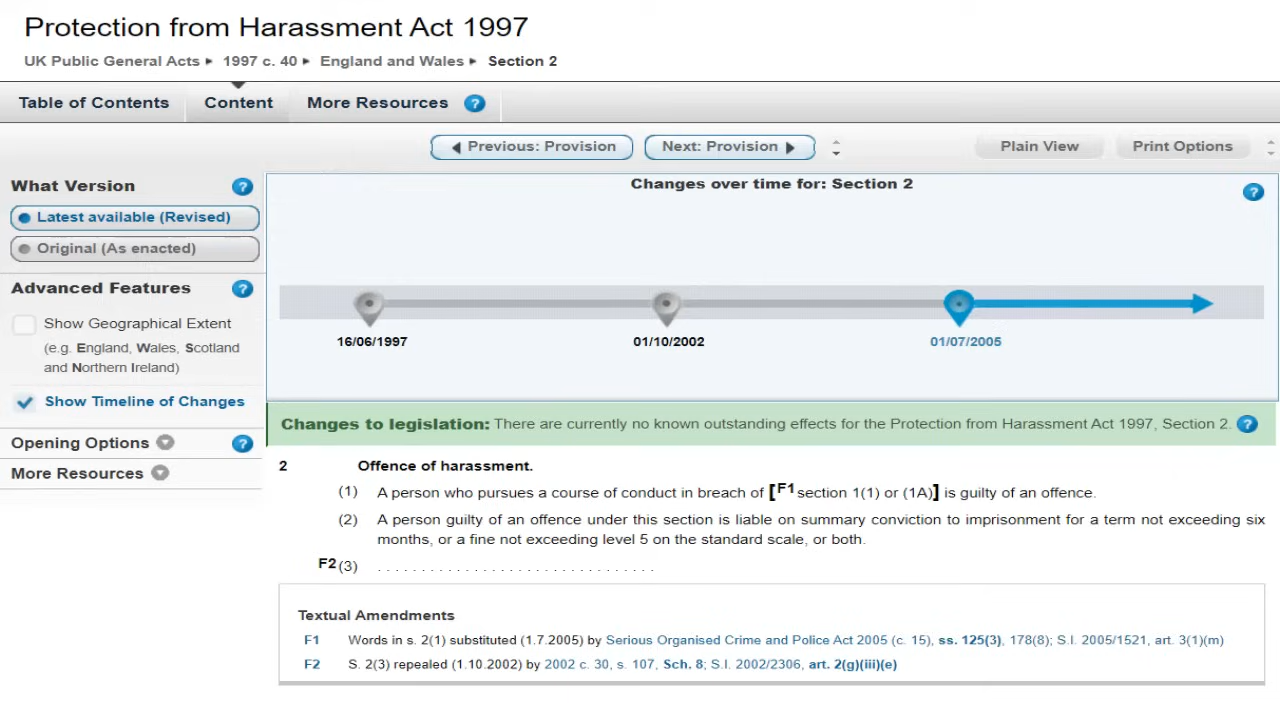 Protection from Harassment Act 1997
UK Public General Acts ▸ 1997 c. 40 ▸ England and Wales ▸ Section 2
Table of Contents Content More Resources ?
◀ Previous: Provision Next: Provision ▶ Plain View Print Options
What Version ?
Latest available (Revised)
Original (As enacted)
Advanced Features ?
Show Geographical Extent
(e.g. England, Wales, Scotland
and Northern Ireland)
Show Timeline of Changes
Opening Options ?
More Resources
Changes over time for: Section 2 ?
16/06/1997 01/10/2002 01/07/2005
Changes to legislation: There are currently no known outstanding effects for the Protection from Harassment Act 1997, Section 2. ?
2 Offence of harassment.
(1) A person who pursues a course of conduct in breach of [F1 section 1(1) or (1A)] is guilty of an offence.
(2) A person guilty of an offence under this section is liable on summary conviction to imprisonment for a term not exceeding six
months, or a fine not exceeding level 5 on the standard scale, or both.
F2(3) . . . . . . . . . . . . . . . . . . . . . . . . . . . . . . . .
Textual Amendments
F1 Words in s. 2(1) substituted (1.7.2005) by Serious Organised Crime and Police Act 2005 (c. 15), ss. 125(3), 178(8); S.I. 2005/1521, art. 3(1)(m)
F2 S. 2(3) repealed (1.10.2002) by 2002 c. 30, s. 107, Sch. 8; S.I. 2002/2306, art. 2(g)(iii)(e)